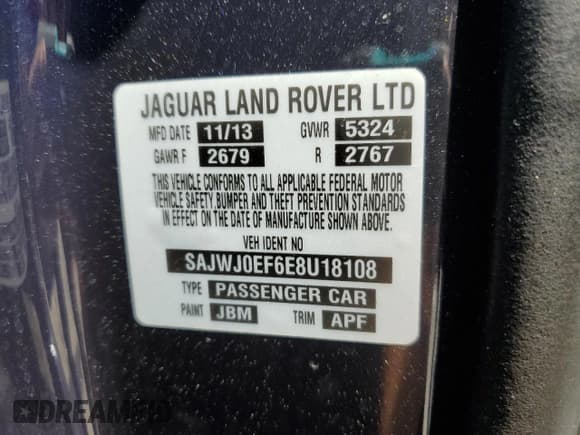 JAGUAR LAND ROVER LTD
MFD DATE 11/13 GVWR 5324
GAWR F 2679 R 2767
THIS VEHICLE CONFORMS TO ALL APPLICABLE FEDERAL MOTOR
VEHICLE SAFETY, BUMPER AND THEFT PREVENTION STANDARDS
IN EFFECT ON THE DATE OF MANUFACTURE SHOWN ABOVE.
VEH IDENT NO
SAJWJ0EF6E8U18108
TYPE PASSENGER CAR
PAINT JBM TRIM APF
DREAMBID